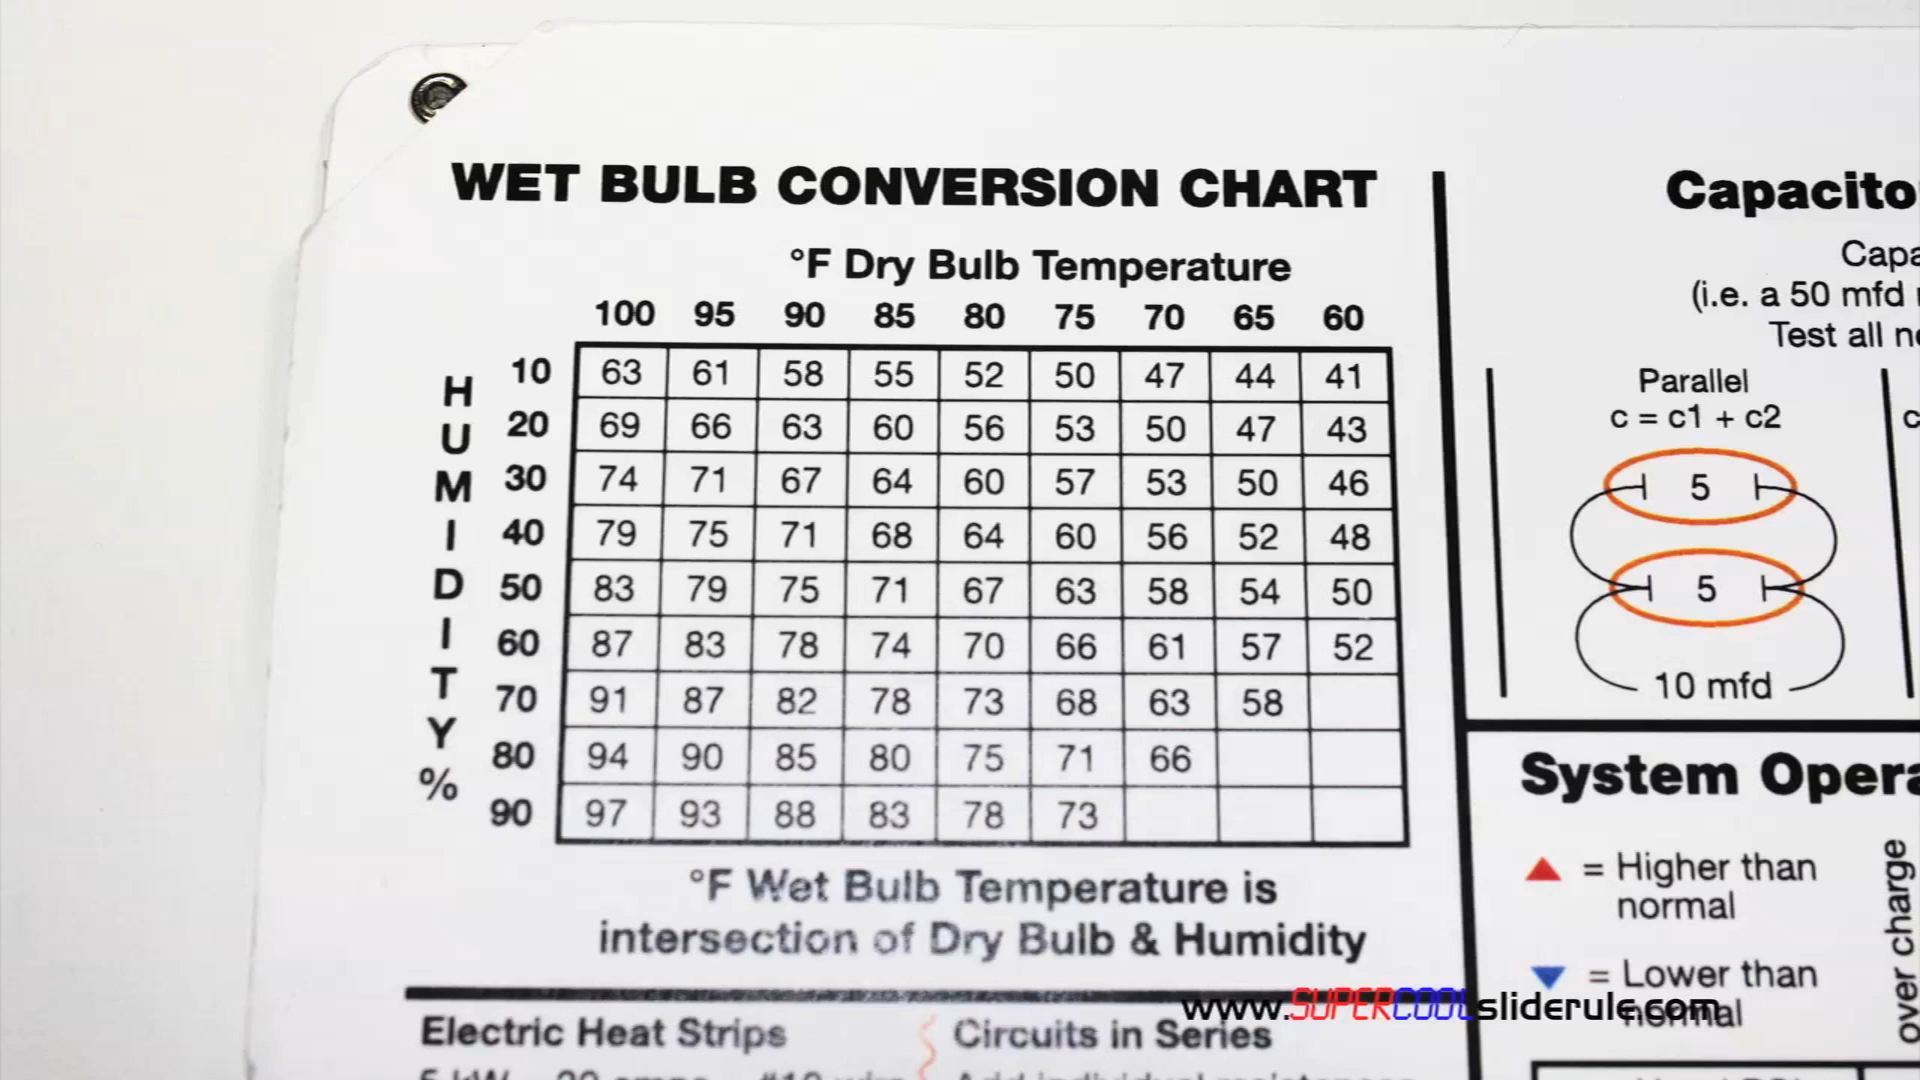 WET BULB CONVERSION CHART
°F Dry Bulb Temperature
100 95 90 85 80 75 70 65 60
HUMIDITY %
10 63 61 58 55 52 50 47 44 41
20 69 66 63 60 56 53 50 47 43
30 74 71 67 64 60 57 53 50 46
40 79 75 71 68 64 60 56 52 48
50 83 79 75 71 67 63 58 54 50
60 87 83 78 74 70 66 61 57 52
70 91 87 82 78 73 68 63 58
80 94 90 85 80 75 71 66
90 97 93 88 83 78 73
°F Wet Bulb Temperature is
intersection of Dry Bulb & Humidity
Electric Heat Strips
Circuits in Series
Capacito
Capa
(i.e. a 50 mfd
Test all
Parallel
c = c1 + c2
c
5
5
10 mfd
System Opera
= Higher than
normal
= Lower than
normal
over charge
www.SUPERCOOLsliderule.com